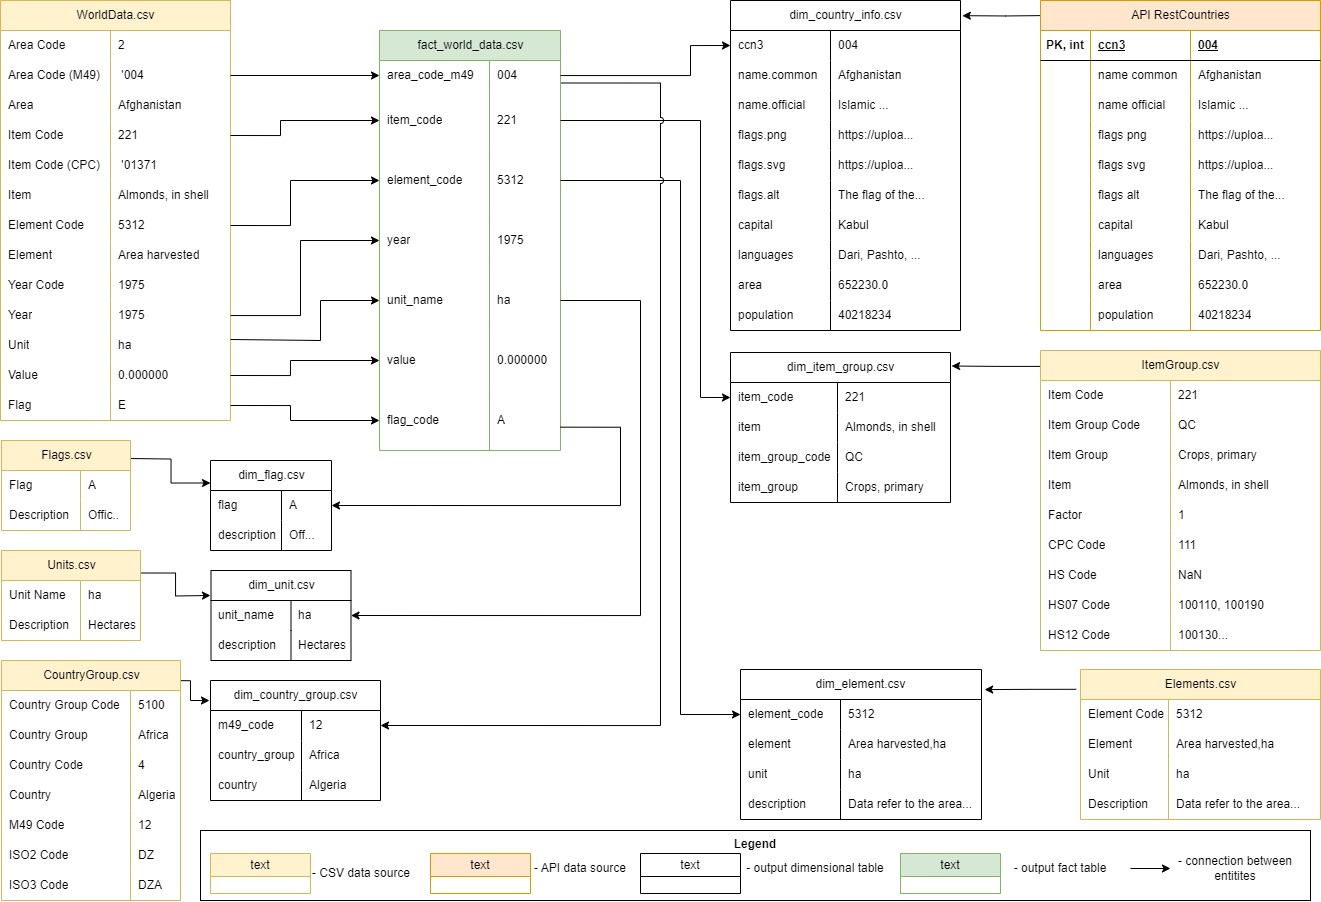 WorldData.csv
Area Code 2
Area Code (M49) '004
Area Afghanistan
Item Code 221
Item Code (CPC) '01371
Item Almonds, in shell
Element Code 5312
Element Area harvested
Year Code 1975
Year 1975
Unit ha
Value 0.000000
Flag E
fact_world_data.csv
area_code_m49 004
item_code 221
element_code 5312
year 1975
unit_name ha
value 0.000000
flag_code A
dim_country_info.csv
ccn3 004
name.common Afghanistan
name.official Islamic ...
flags.png https://uploa...
flags.svg https://uploa...
flags.alt The flag of the...
capital Kabul
languages Dari, Pashto, ...
area 652230.0
population 40218234
API RestCountries
PK, int ccn3 004
name common Afghanistan
name official Islamic ...
flags png https://uploa...
flags svg https://uploa...
flags alt The flag of the...
capital Kabul
languages Dari, Pashto, ...
area 652230.0
population 40218234
dim_item_group.csv
item_code 221
item Almonds, in shell
item_group_code QC
item_group Crops, primary
ItemGroup.csv
Item Code 221
Item Group Code QC
Item Group Crops, primary
Item Almonds, in shell
Factor 1
CPC Code 111
HS Code NaN
HS07 Code 100110, 100190
HS12 Code 100130...
Flags.csv
Flag A
Description Offic..
dim_flag.csv
flag A
description Off...
Units.csv
Unit Name ha
Description Hectares
dim_unit.csv
unit_name ha
description Hectares
CountryGroup.csv
Country Group Code 5100
Country Group Africa
Country Code 4
Country Algeria
M49 Code 12
ISO2 Code DZ
ISO3 Code DZA
dim_country_group.csv
m49_code 12
country_group Africa
country Algeria
dim_element.csv
element_code 5312
element Area harvested,ha
unit ha
description Data refer to the area...
Elements.csv
Element Code 5312
Element Area harvested,ha
Unit ha
Description Data refer to the area...
Legend
text - CSV data source
text - API data source
text - output dimensional table
text - output fact table
- connection between
entitites